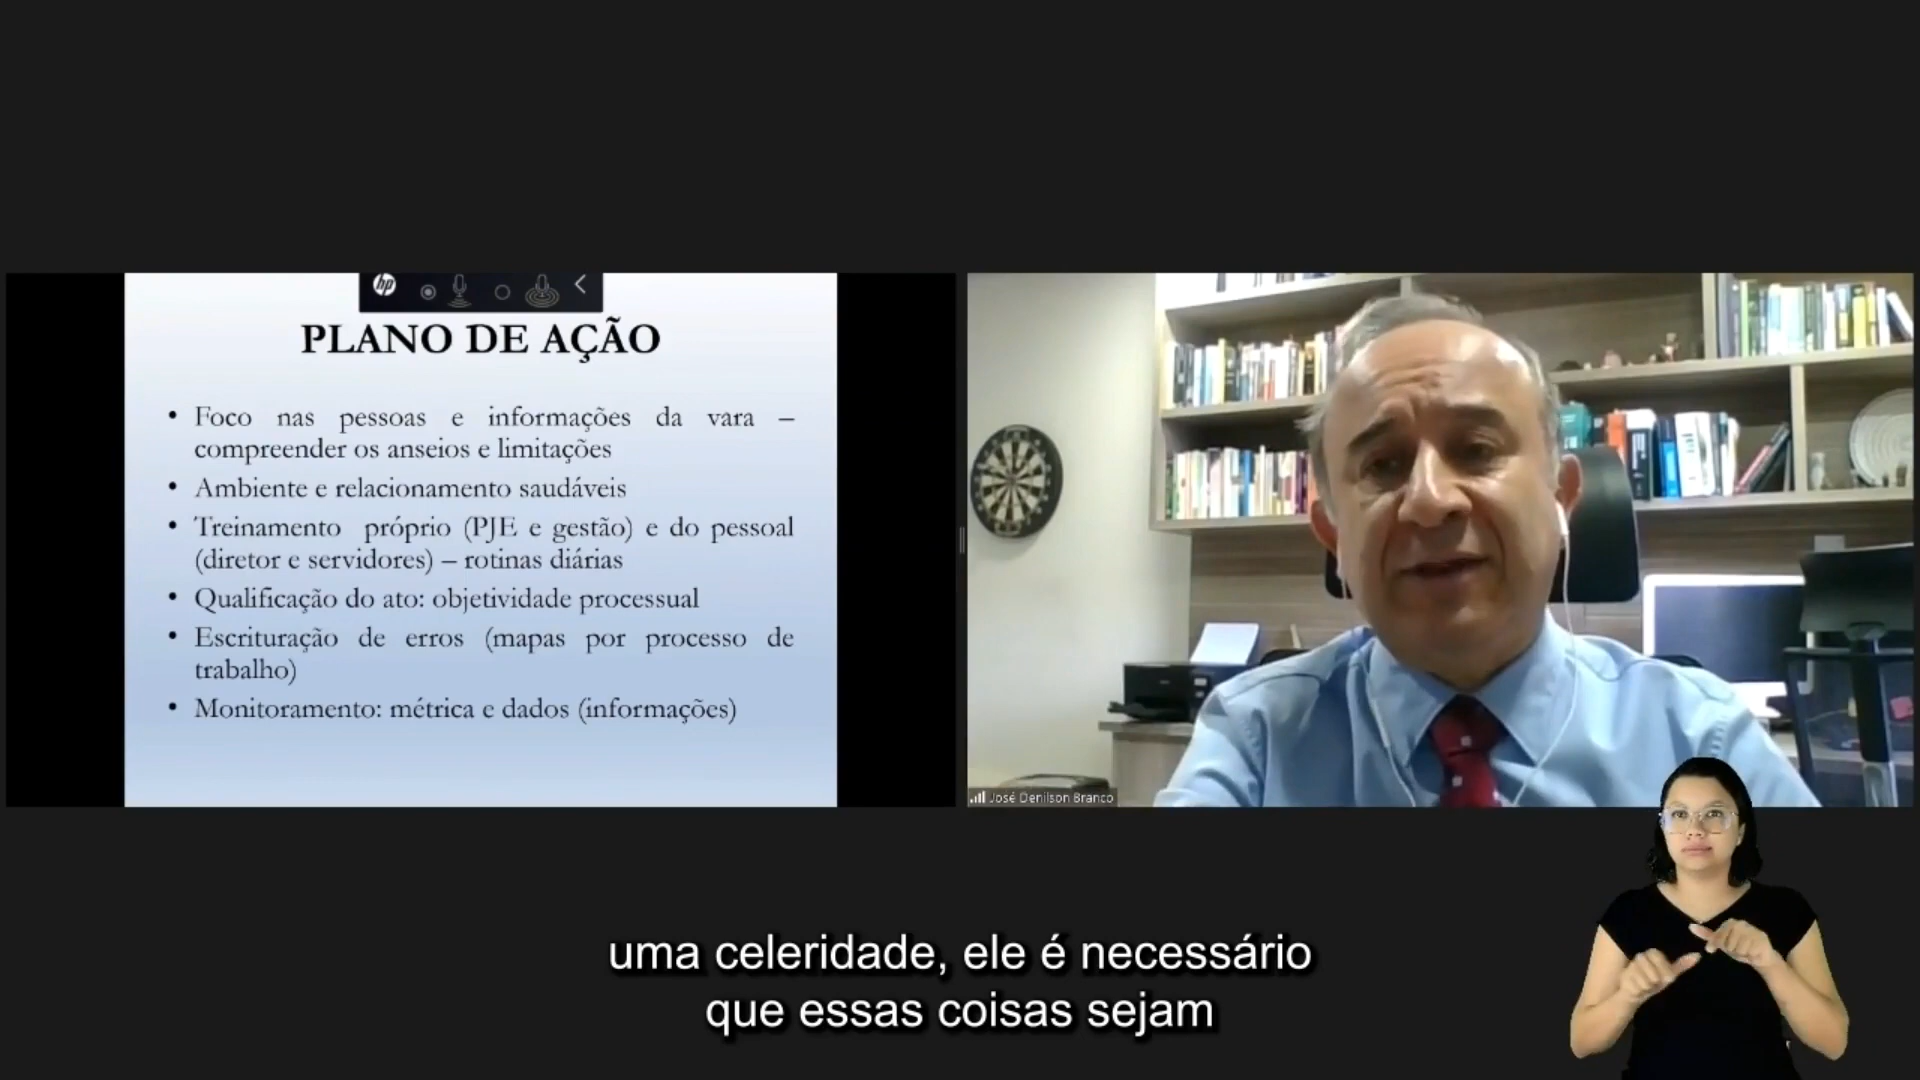 hp
PLANO DE AÇÃO
• Foco nas pessoas e informações da vara –
compreender os anseios e limitações
• Ambiente e relacionamento saudáveis
• Treinamento próprio (PJE e gestão) e do pessoal
(diretor e servidores) – rotinas diárias
• Qualificação do ato: objetividade processual
• Escrituração de erros (mapas por processo de
trabalho)
• Monitoramento: métrica e dados (informações)
José Denilson Branco
uma celeridade, ele é necessário
que essas coisas sejam